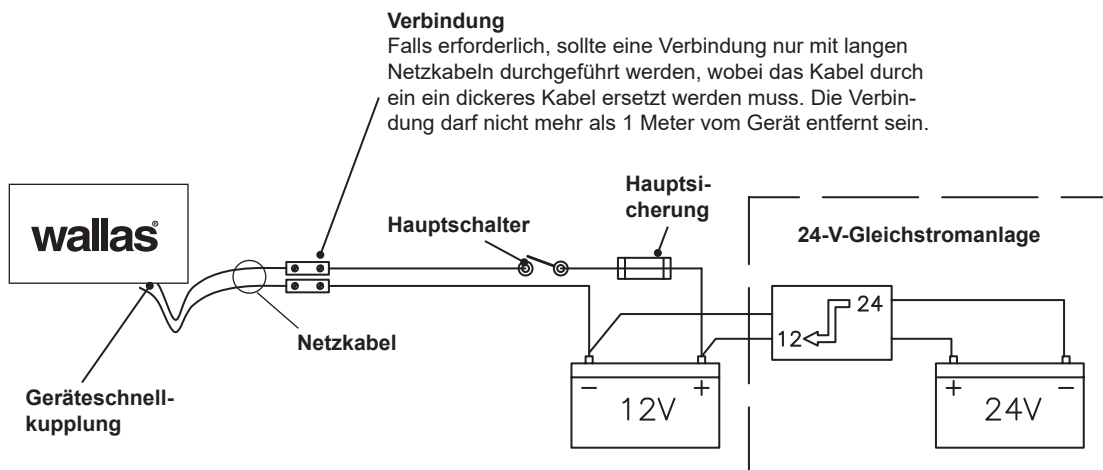 Verbindung
Falls erforderlich, sollte eine Verbindung nur mit langen
Netzkabeln durchgeführt werden, wobei das Kabel durch
ein ein dickeres Kabel ersetzt werden muss. Die Verbin-
dung darf nicht mehr als 1 Meter vom Gerät entfernt sein.
Hauptsi-
cherung
Hauptschalter
24-V-Gleichstromanlage
wallas®
24
12
Netzkabel
Geräteschnell-
kupplung
− +
12V
+ −
24V